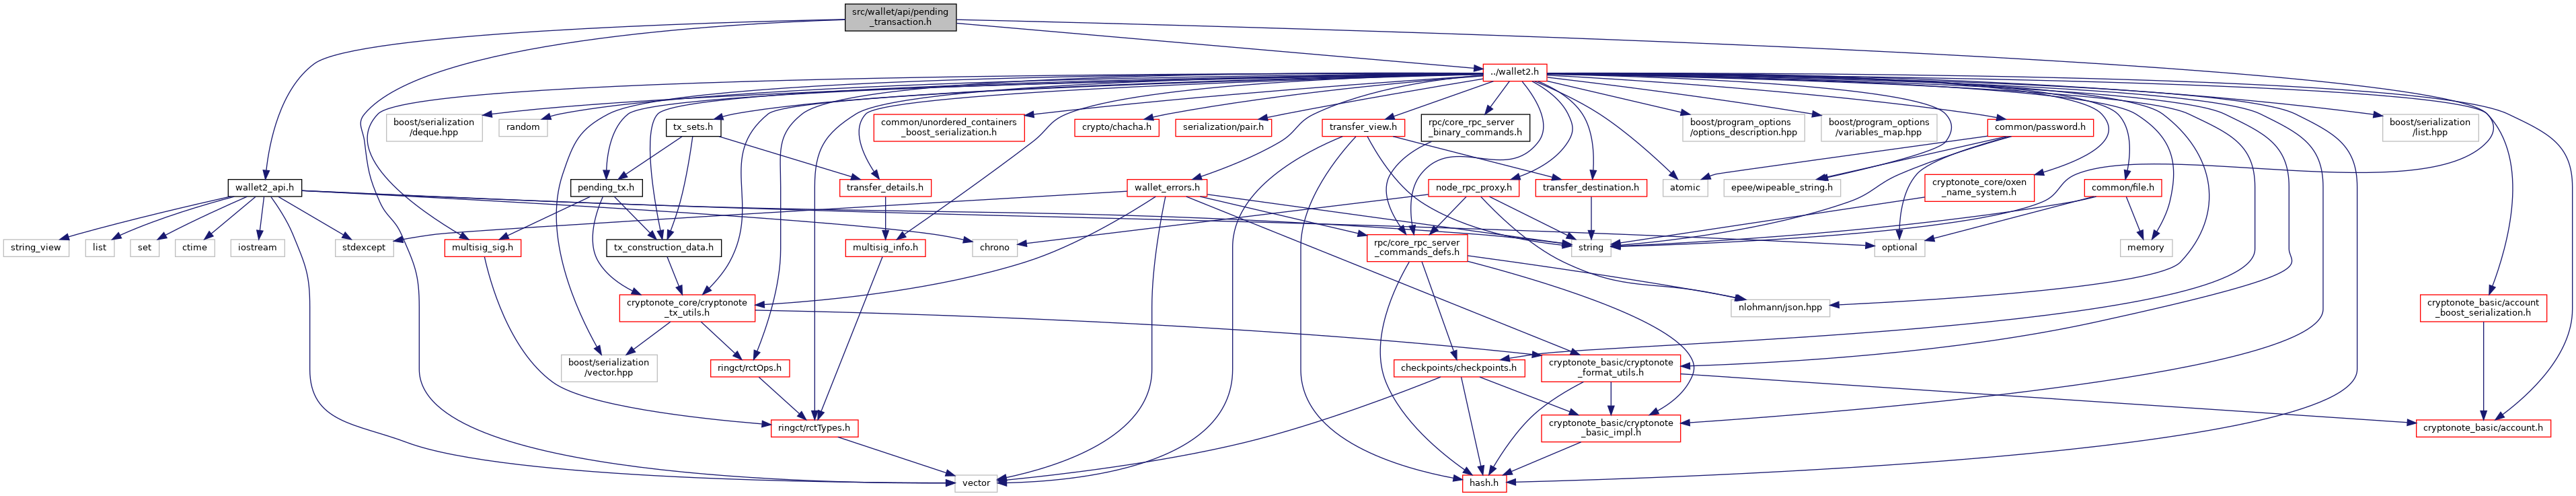 src/wallet/api/pending
_transaction.h
../wallet2.h
boost/serialization
/deque.hpp
random
tx_sets.h
common/unordered_containers
_boost_serialization.h
crypto/chacha.h
serialization/pair.h
transfer_view.h
rpc/core_rpc_server
_binary_commands.h
boost/program_options
/options_description.hpp
boost/program_options
/variables_map.hpp
common/password.h
boost/serialization
/list.hpp
wallet2_api.h
pending_tx.h
transfer_details.h
wallet_errors.h
node_rpc_proxy.h
transfer_destination.h
atomic
epee/wipeable_string.h
cryptonote_core/oxen
_name_system.h
common/file.h
string_view
list
set
ctime
iostream
stdexcept
multisig_sig.h
tx_construction_data.h
multisig_info.h
chrono
rpc/core_rpc_server
_commands_defs.h
string
optional
memory
cryptonote_core/cryptonote
_tx_utils.h
nlohmann/json.hpp
cryptonote_basic/account
_boost_serialization.h
boost/serialization
/vector.hpp
ringct/rctOps.h
checkpoints/checkpoints.h
cryptonote_basic/cryptonote
_format_utils.h
ringct/rctTypes.h
cryptonote_basic/cryptonote
_basic_impl.h
cryptonote_basic/account.h
vector
hash.h